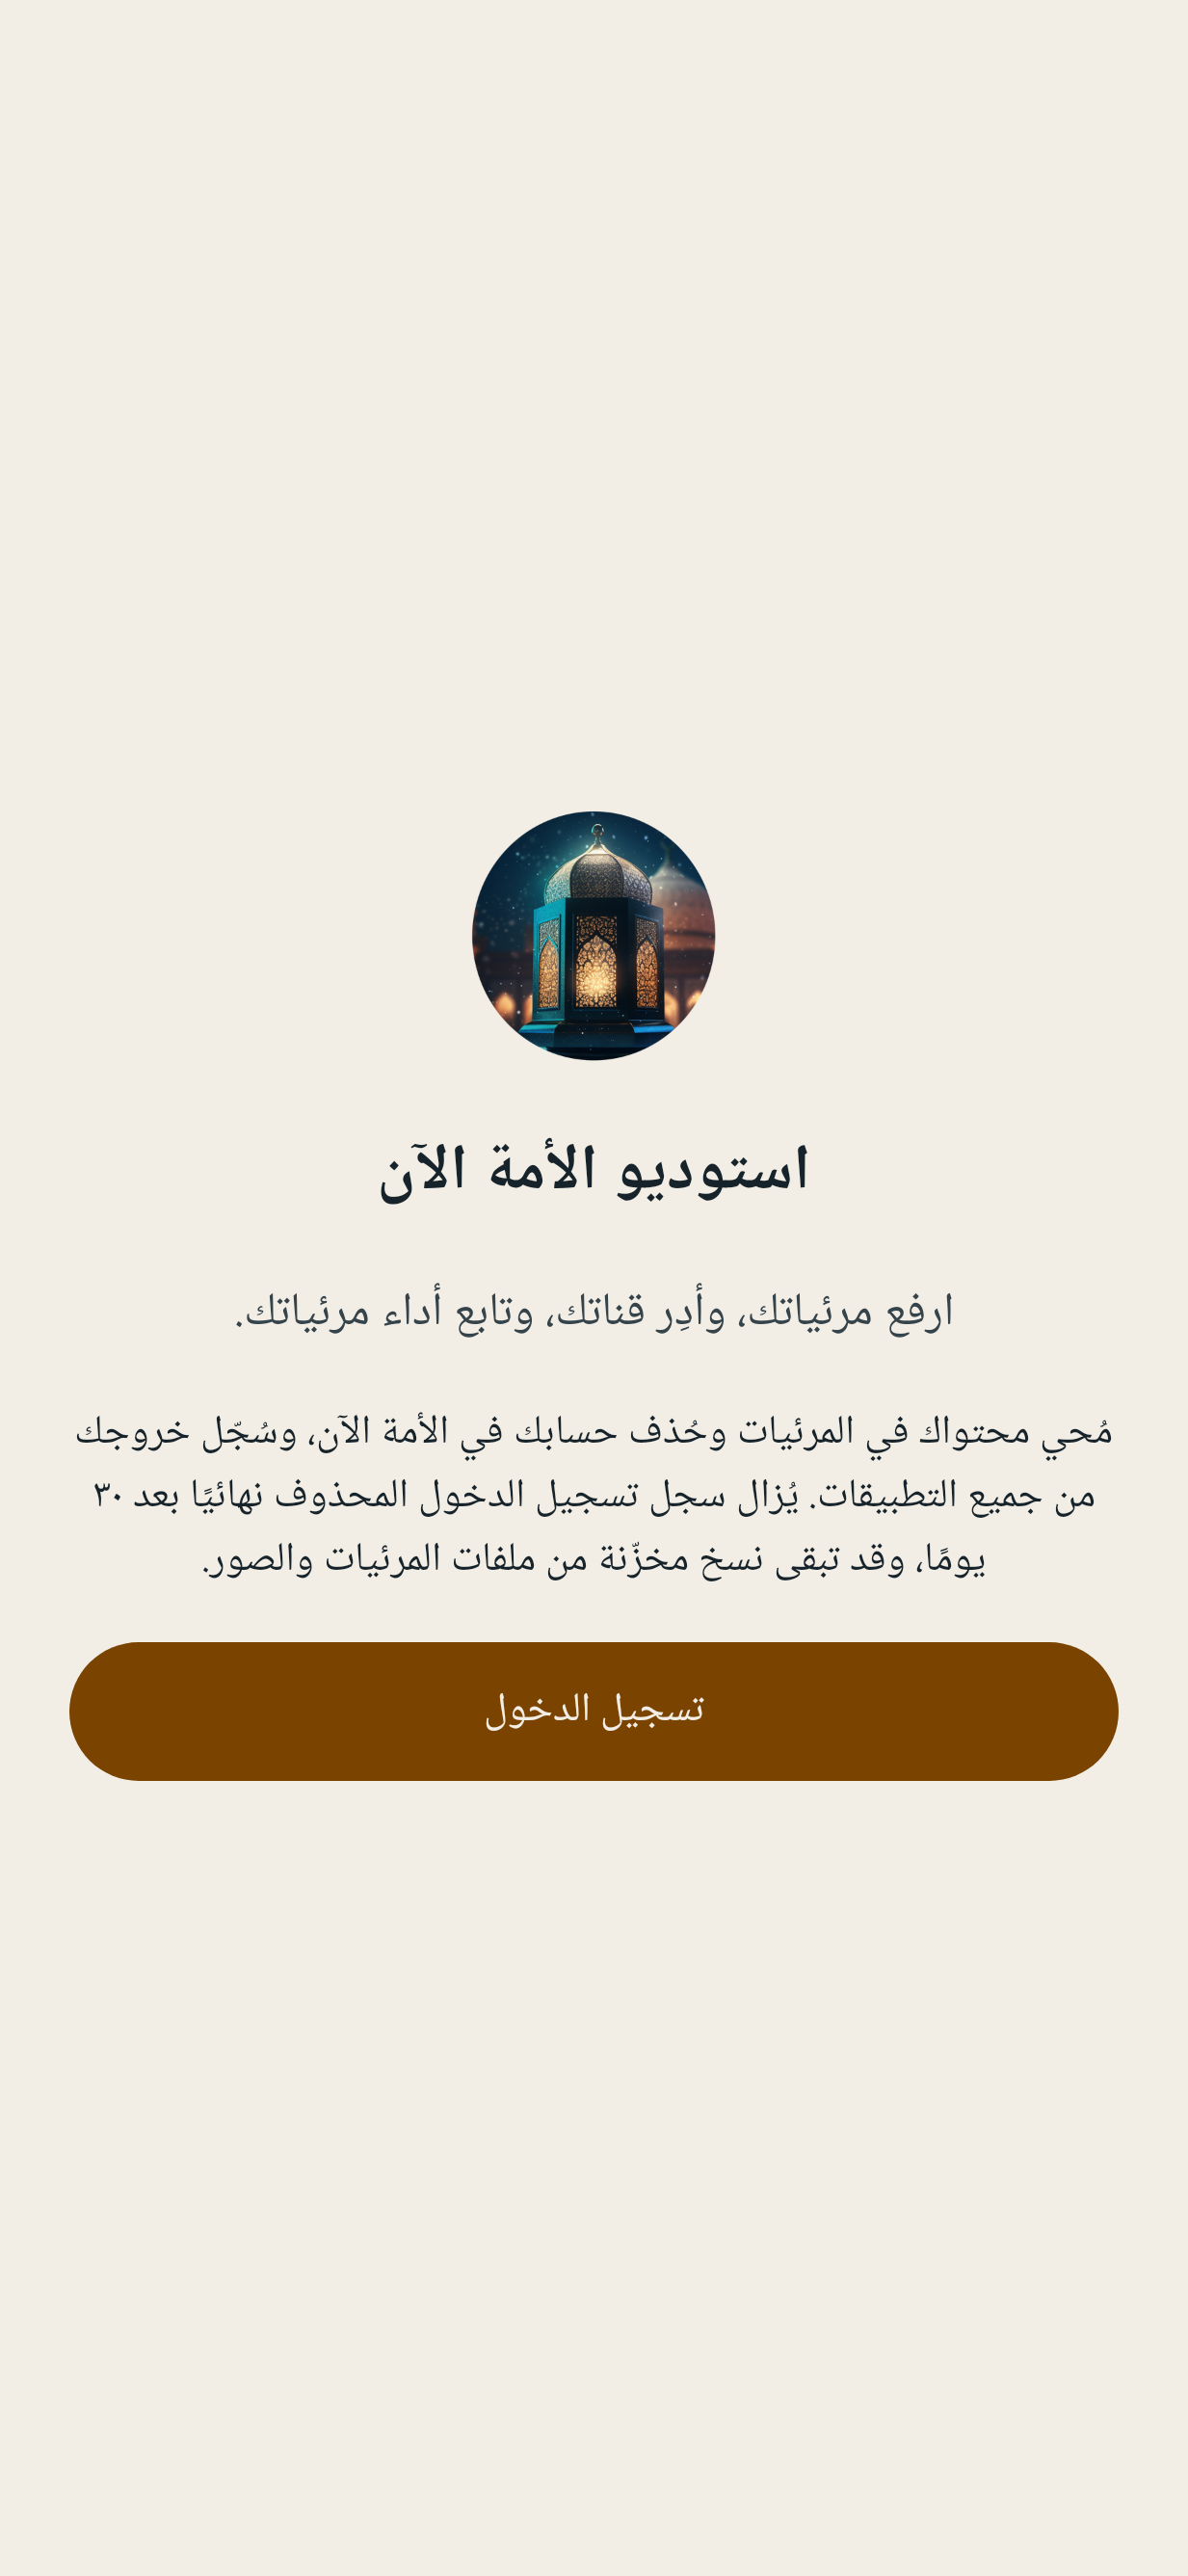 استوديو الأمة الآن
ارفع مرئياتك، وأدِر قناتك، وتابع أداء مرئياتك.
مُحي محتواك في المرئيات وحُذف حسابك في الأمة الآن، وسُجّل خروجك
من جميع التطبيقات. يُزال سجل تسجيل الدخول المحذوف نهائيًا بعد ٣٠
يومًا، وقد تبقى نسخ مخزّنة من ملفات المرئيات والصور.
تسجيل الدخول